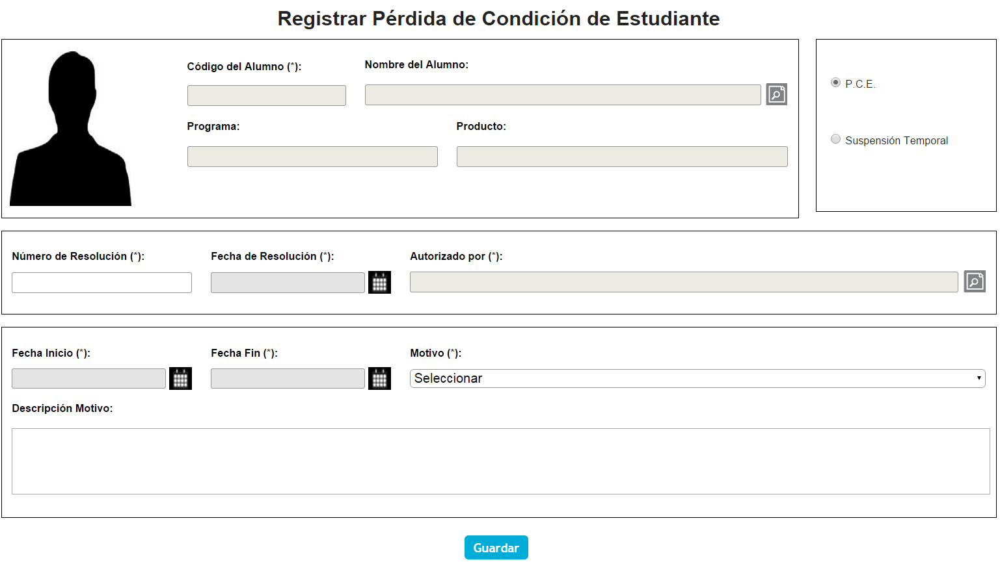 Registrar Pérdida de Condición de Estudiante
Código del Alumno (*):
Nombre del Alumno:
Programa:
Producto:
P.C.E.
Suspensión Temporal
Número de Resolución (*):
Fecha de Resolución (*):
Autorizado por (*):
Fecha Inicio (*):
Fecha Fin (*):
Motivo (*):
Seleccionar
Descripción Motivo:
Guardar